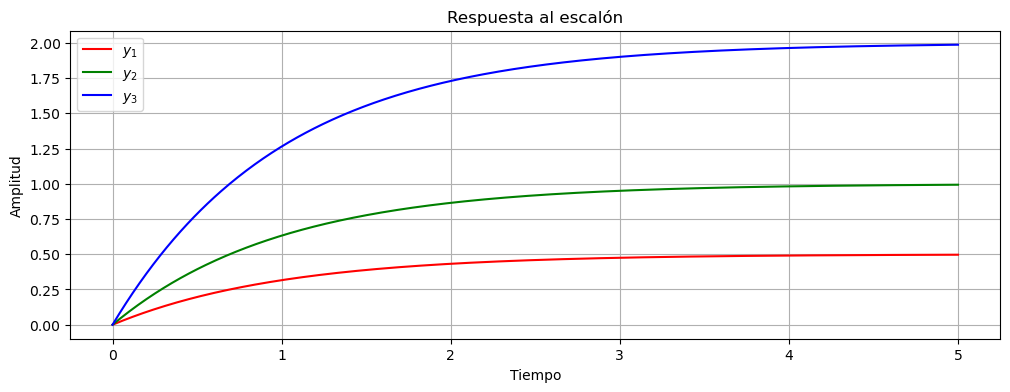 Respuesta al escalón
y₁
y₂
y₃
Amplitud
2.00
1.75
1.50
1.25
1.00
0.75
0.50
0.25
0.00
0 1 2 3 4 5
Tiempo